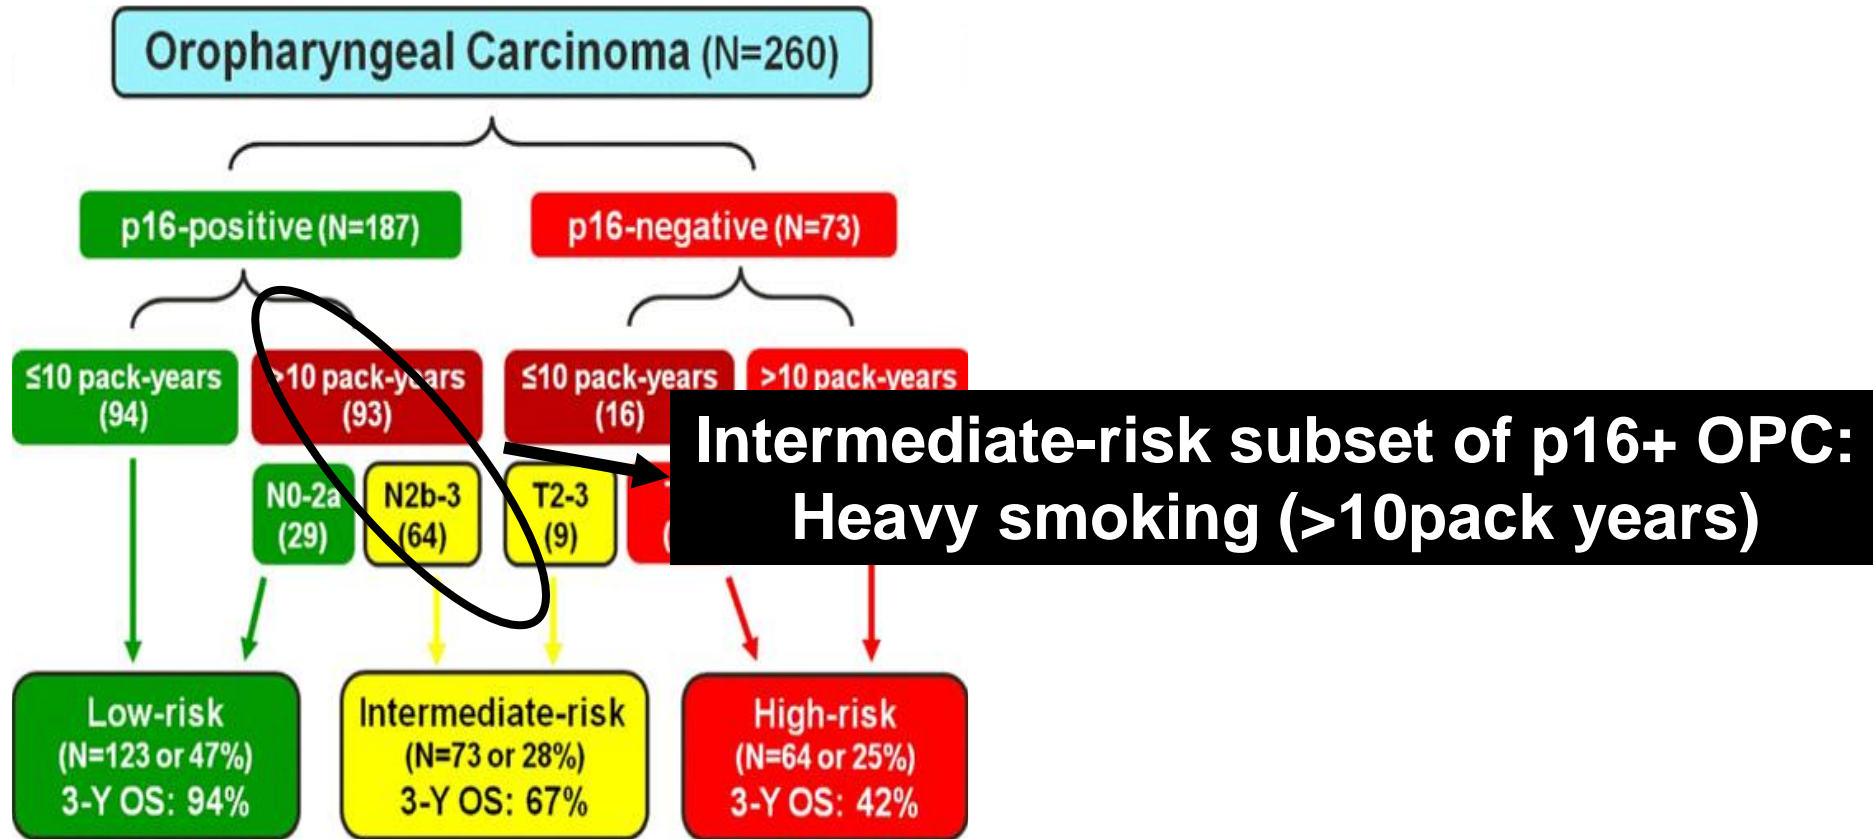 Oropharyngeal Carcinoma (N=260)
p16-positive (N=187)
p16-negative (N=73)
≤10 pack-years
(94)
>10 pack-years
(93)
≤10 pack-years
(16)
>10 pack-years
N0-2a
(29)
N2b-3
(64)
T2-3
(9)
Intermediate-risk subset of p16+ OPC:
Heavy smoking (>10pack years)
Low-risk
(N=123 or 47%)
3-Y OS: 94%
Intermediate-risk
(N=73 or 28%)
3-Y OS: 67%
High-risk
(N=64 or 25%)
3-Y OS: 42%